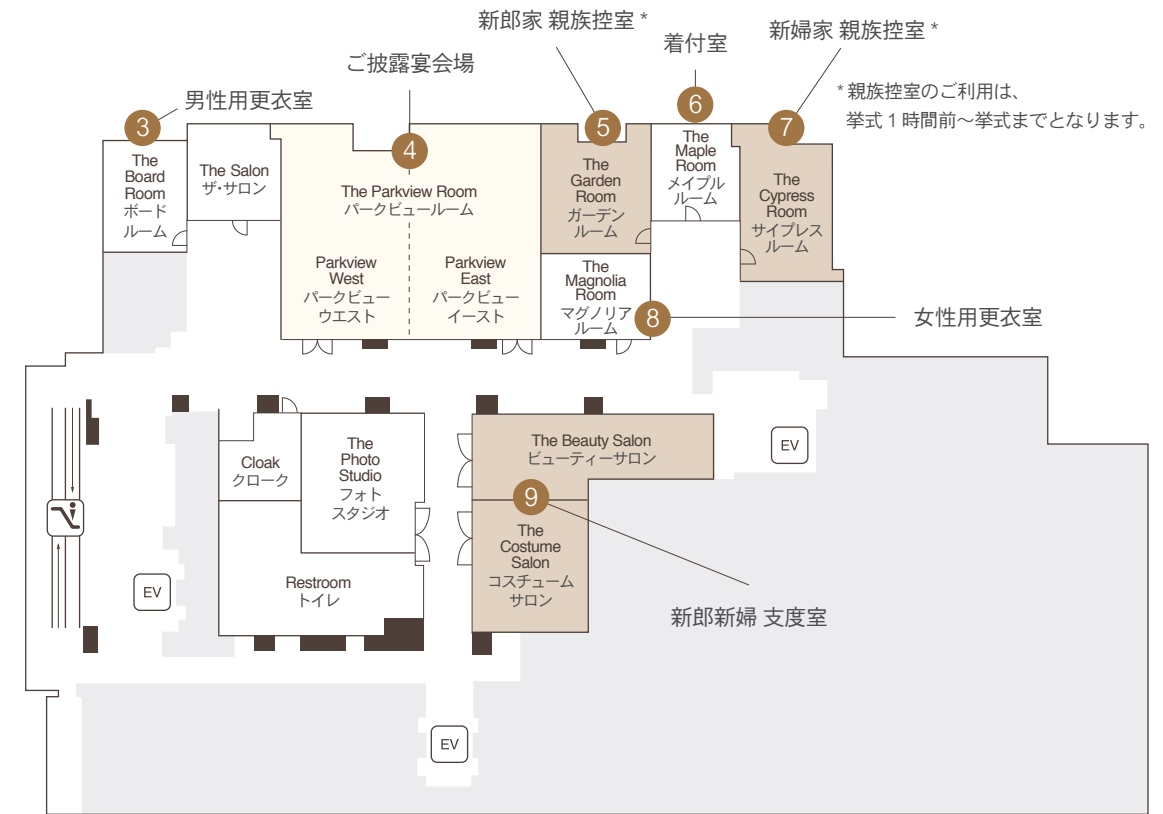 新郎家 親族控室 *
着付室
新婦家 親族控室 *
ご披露宴会場
男性用更衣室
* 親族控室のご利用は、
挙式 1 時間前～挙式までとなります。
3
4
5
6
7
The
Board
Room
ボード
ルーム
The Salon
ザ・サロン
The Parkview Room
パークビュールーム
Parkview
West
パークビュー
ウエスト
Parkview
East
パークビュー
イースト
The
Garden
Room
ガーデン
ルーム
The
Maple
Room
メイプル
ルーム
The
Cypress
Room
サイプレス
ルーム
The
Magnolia
Room
マグノリア
ルーム
8
女性用更衣室
Cloak
クローク
The
Photo
Studio
フォト
スタジオ
The Beauty Salon
ビューティーサロン
EV
9
The
Costume
Salon
コスチューム
サロン
EV
Restroom
トイレ
新郎新婦 支度室
EV